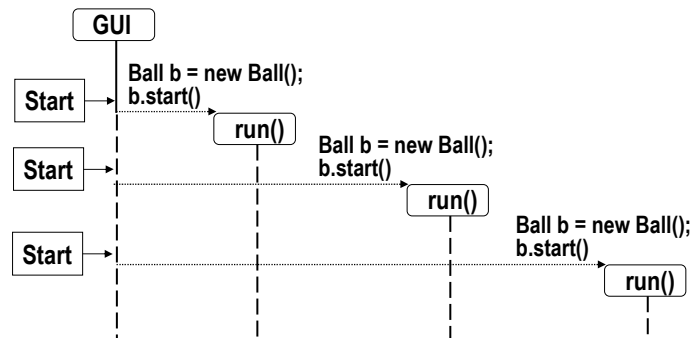 GUI
Ball b = new Ball();
Start
b.start()
run()
Ball b = new Ball();
Start
b.start()
run()
Ball b = new Ball();
Start
b.start()
run()